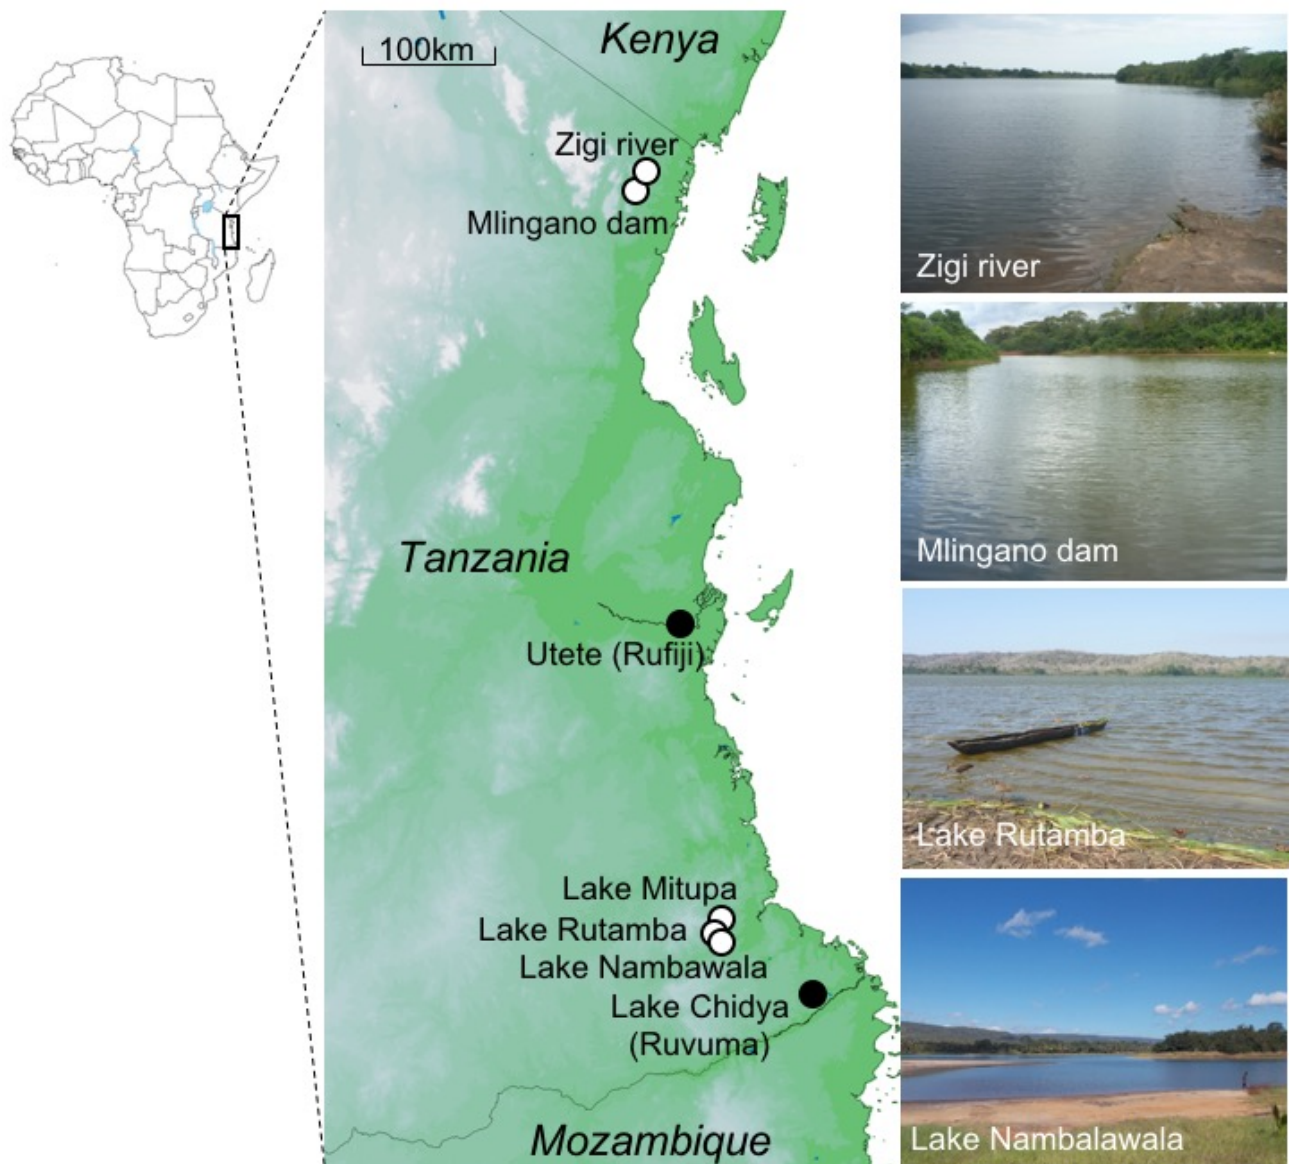 100km
Kenya
Zigi river
Mlingano dam
Tanzania
Utete (Rufiji)
Lake Mitupa
Lake Rutamba
Lake Nambawala
Lake Chidya
(Ruvuma)
Mozambique
Zigi river
Mlingano dam
Lake Rutamba
Lake Nambalawala